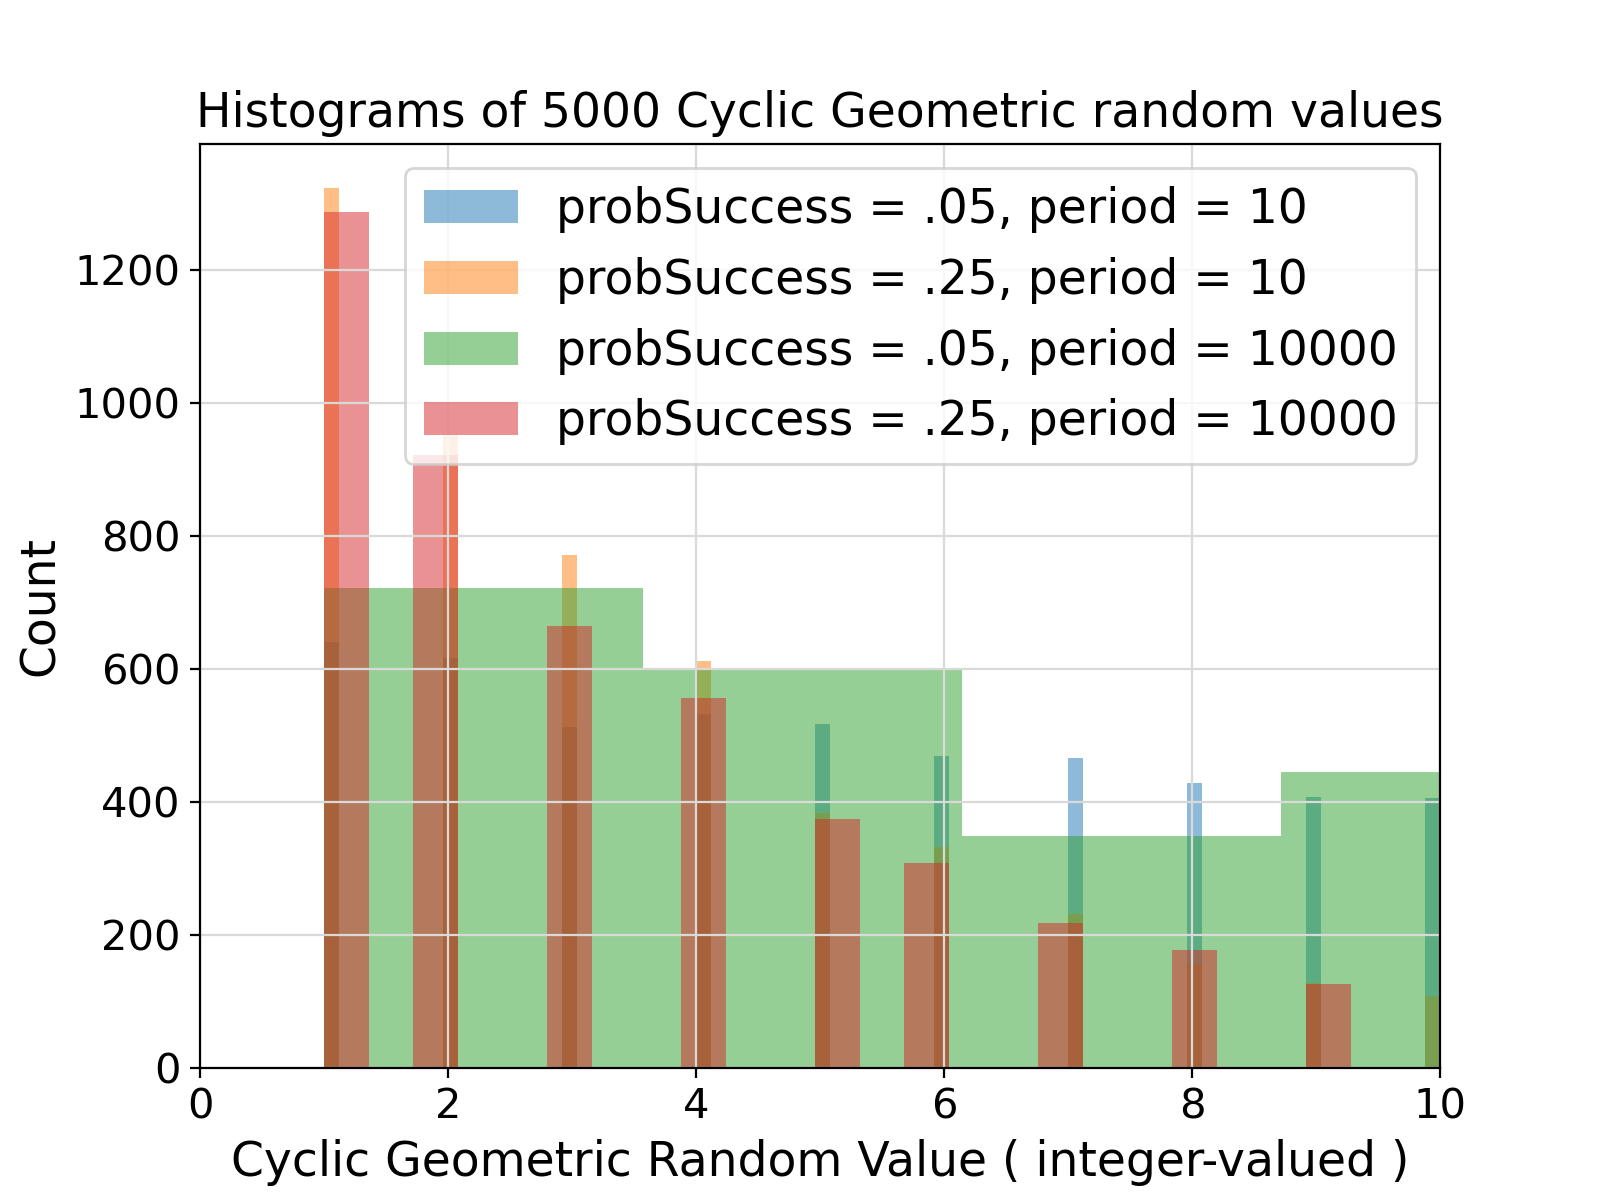 Histograms of 5000 Cyclic Geometric random values
probSuccess = .05, period = 10
probSuccess = .25, period = 10
probSuccess = .05, period = 10000
probSuccess = .25, period = 10000
1200
1000
800
600
400
200
0
Count
0 2 4 6 8 10
Cyclic Geometric Random Value ( integer-valued )